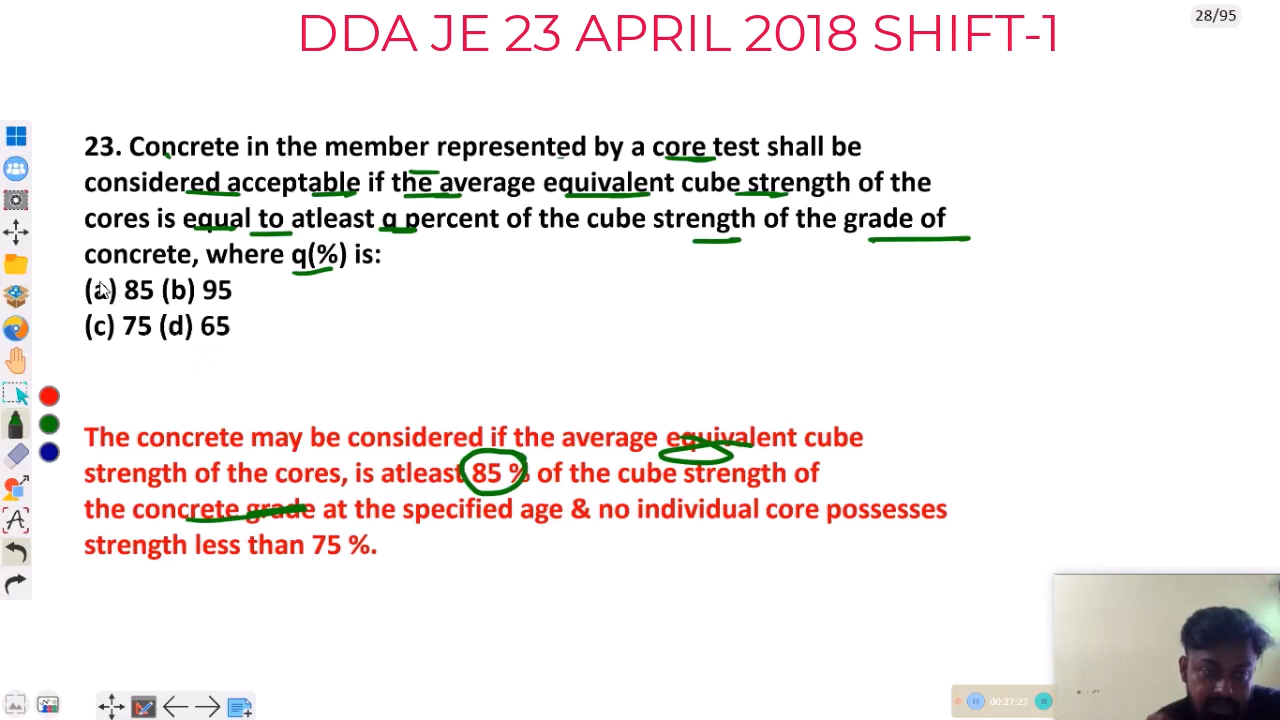 DDA JE 23 APRIL 2018 SHIFT-1
28/95
23. Concrete in the member represented by a core test shall be
considered acceptable if the average equivalent cube strength of the
cores is equal to atleast q percent of the cube strength of the grade of
concrete, where q(%) is:
(a) 85 (b) 95
(c) 75 (d) 65
The concrete may be considered if the average equivalent cube
strength of the cores, is atleast 85 % of the cube strength of
the concrete grade at the specified age & no individual core possesses
strength less than 75 %.
00:27:22